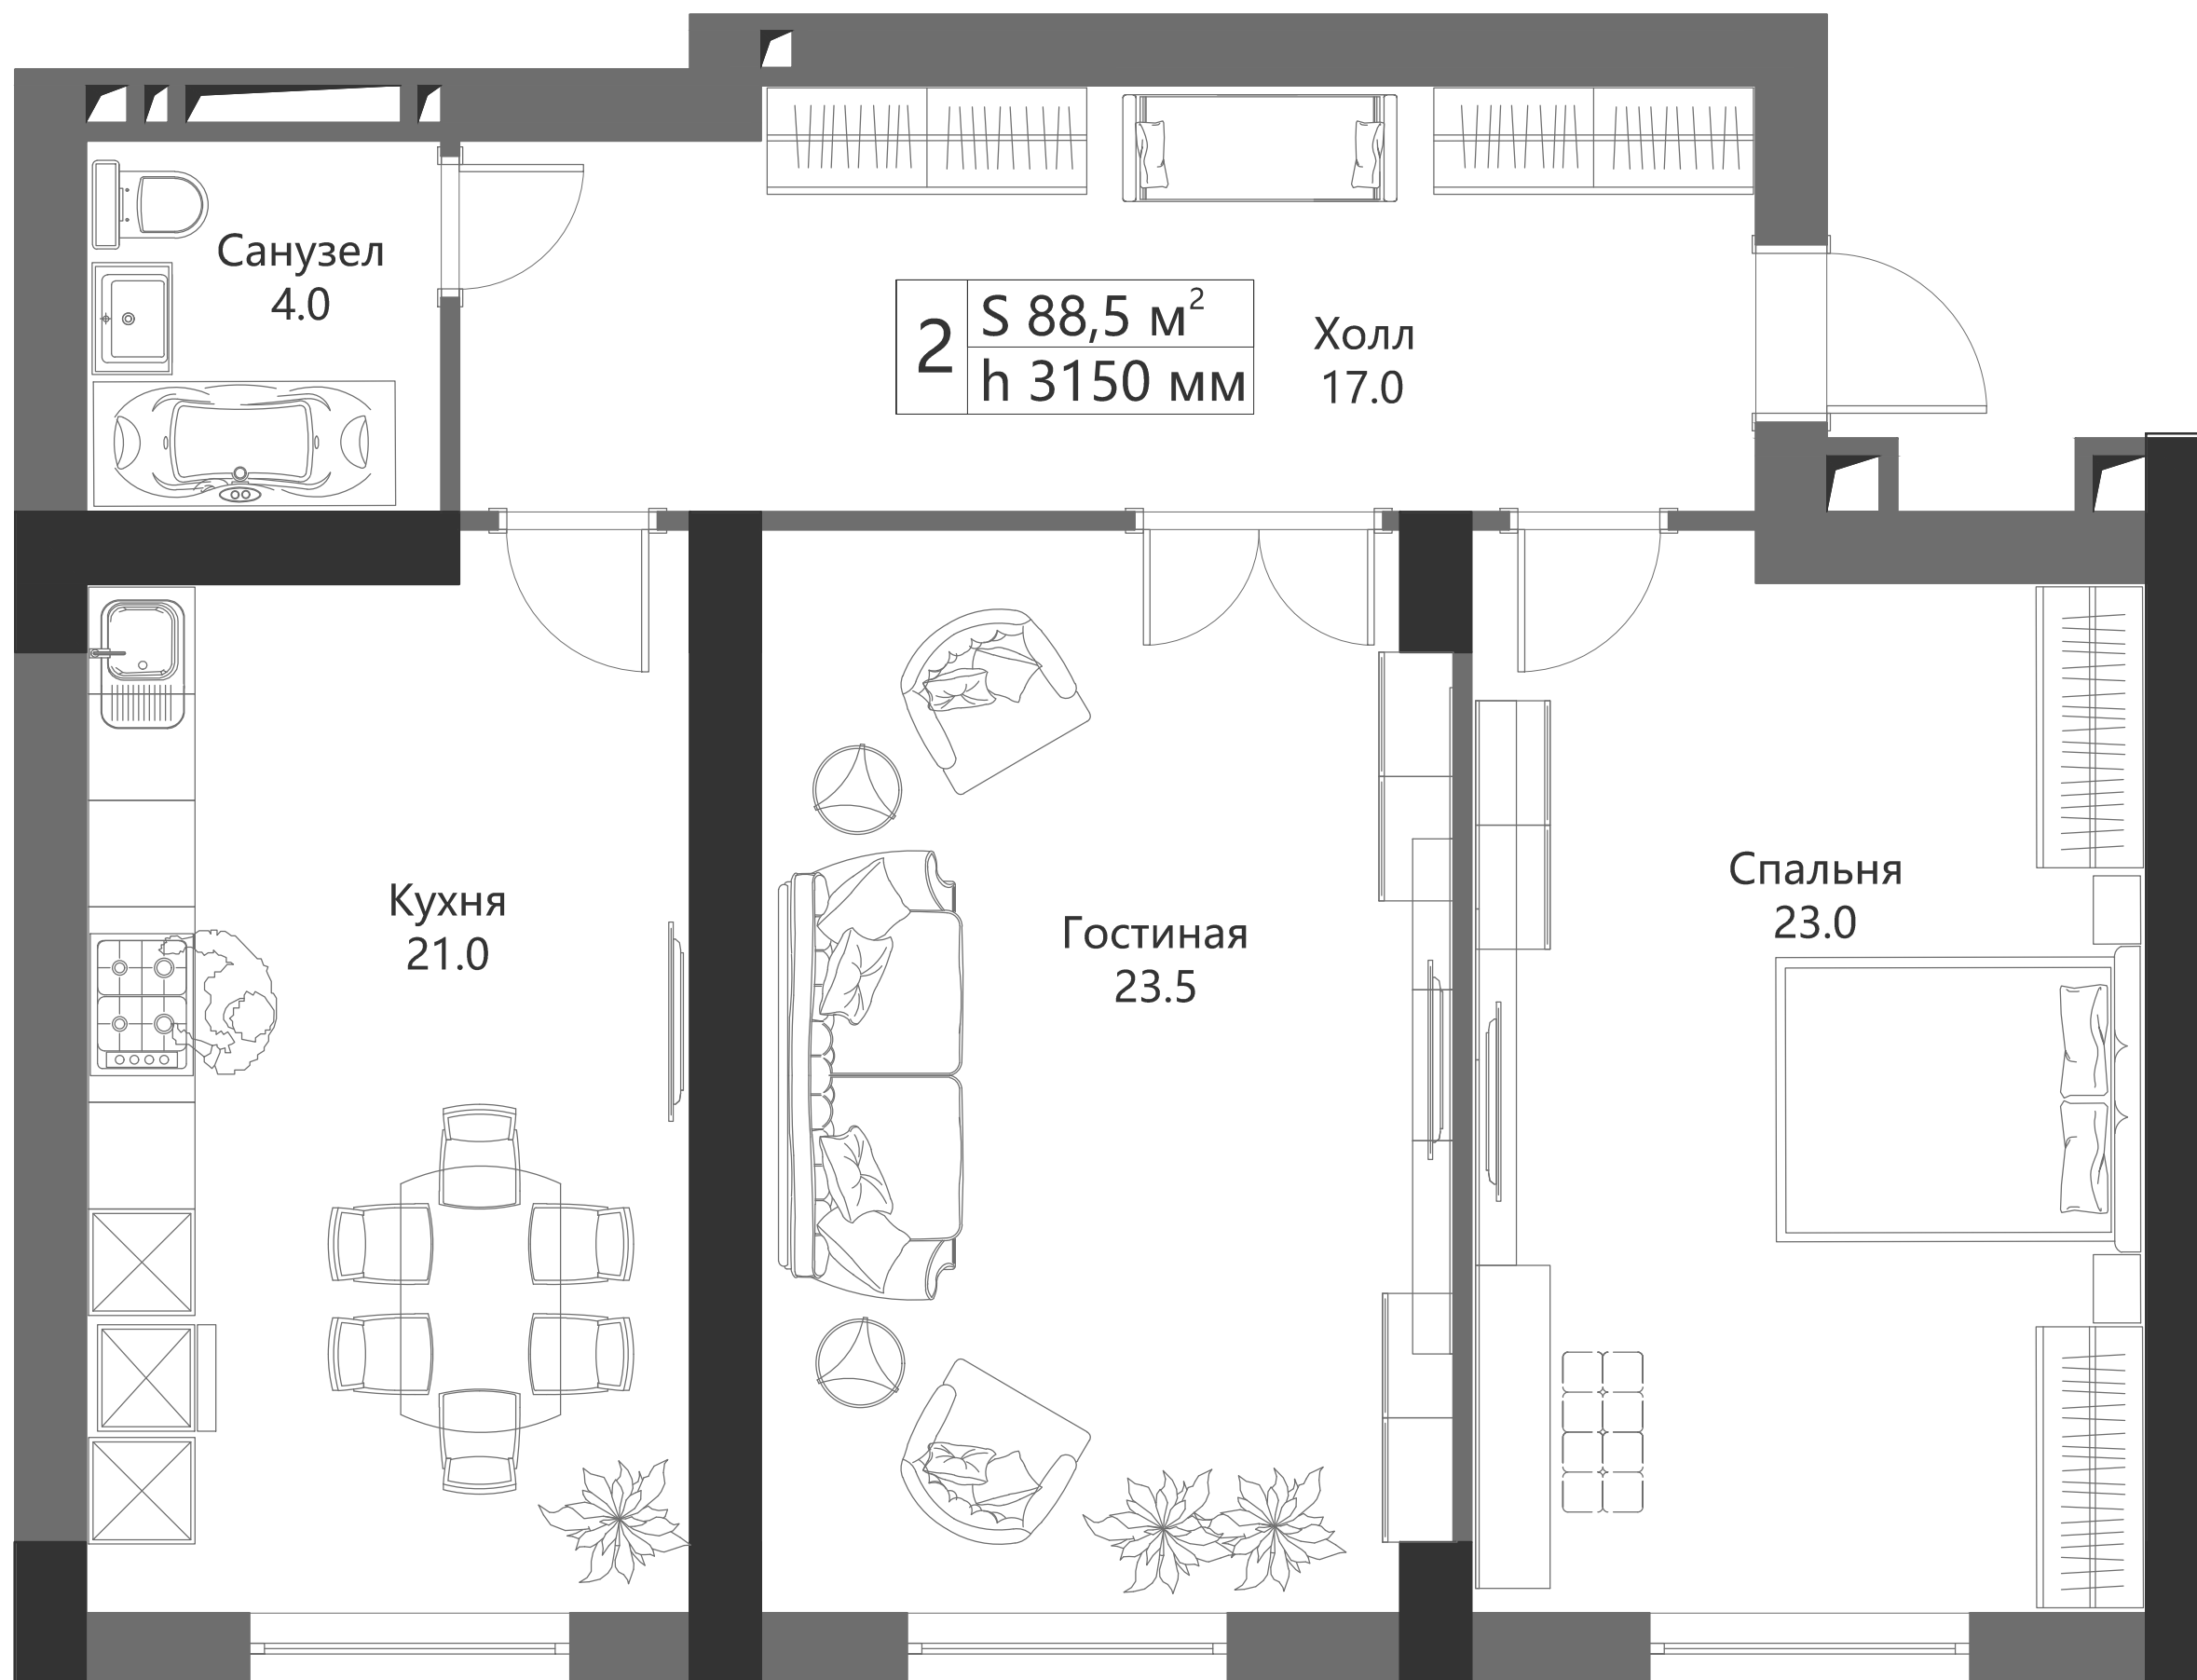 Санузел
4.0
2
S 88,5 м²
h 3150 мм
Холл
17.0
Кухня
21.0
Гостиная
23.5
Спальня
23.0